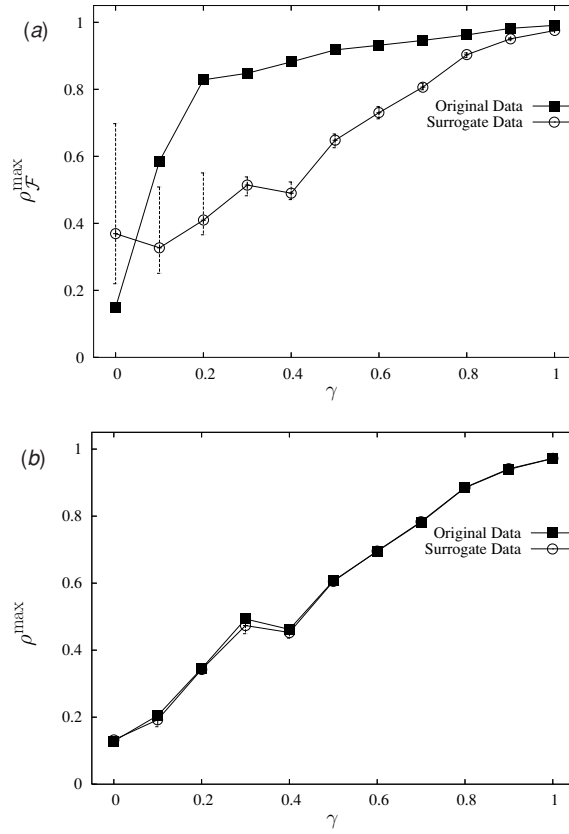 (a)
1
0.8
0.6
0.4
0.2
0
ρ_F^max
Original Data
Surrogate Data
0 0.2 0.4 0.6 0.8 1
γ
(b)
1
0.8
0.6
0.4
0.2
0
ρ^max
Original Data
Surrogate Data
0 0.2 0.4 0.6 0.8 1
γ